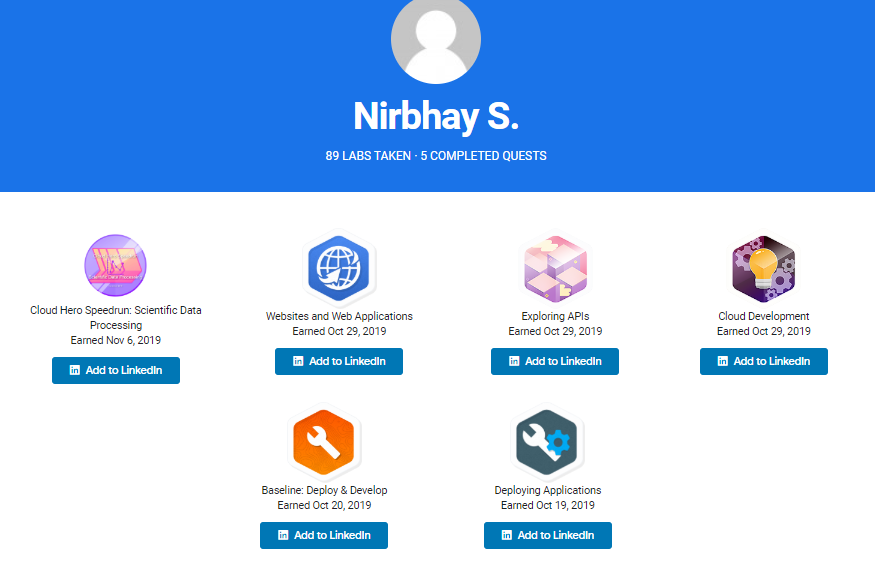 Nirbhay S.
89 LABS TAKEN · 5 COMPLETED QUESTS
Cloud Hero Speedrun: Scientific Data
Processing
Earned Nov 6, 2019
Add to LinkedIn
Websites and Web Applications
Earned Oct 29, 2019
Add to LinkedIn
Exploring APIs
Earned Oct 29, 2019
Add to LinkedIn
Cloud Development
Earned Oct 29, 2019
Add to LinkedIn
Baseline: Deploy & Develop
Earned Oct 20, 2019
Add to LinkedIn
Deploying Applications
Earned Oct 19, 2019
Add to LinkedIn